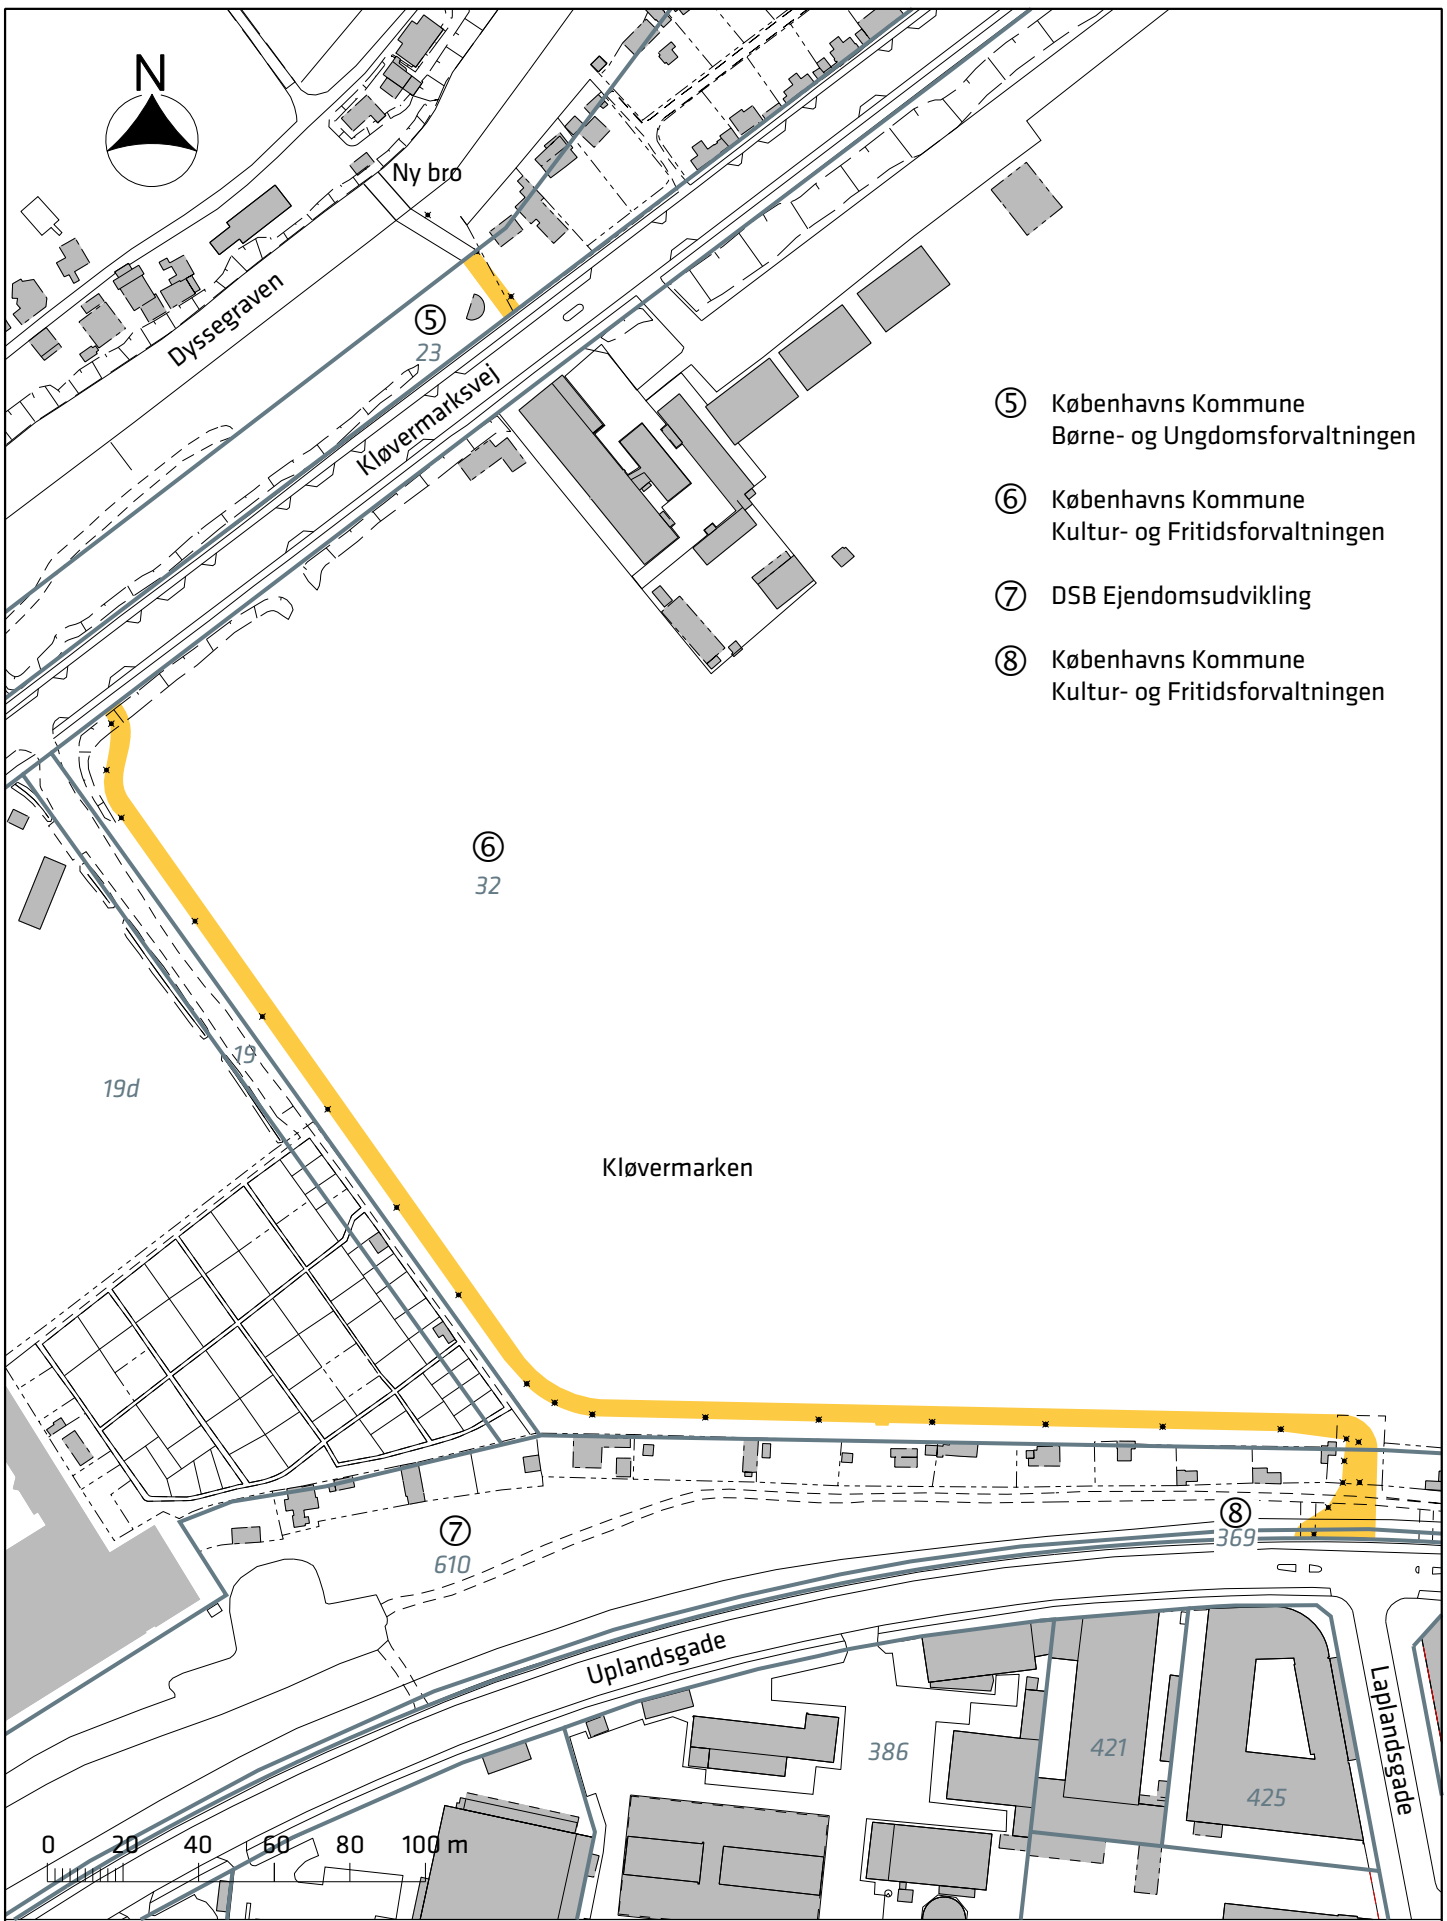 N
Ny bro
Dyssegraven
⑤
23
Kløvermarksvej
⑤ Københavns Kommune
Børne- og Ungdomsforvaltningen
⑥ Københavns Kommune
Kultur- og Fritidsforvaltningen
⑦ DSB Ejendomsudvikling
⑧ Københavns Kommune
Kultur- og Fritidsforvaltningen
⑥
32
19
19d
Kløvermarken
⑦
610
⑧
369
Uplandsgade
Laplandsgade
386
421
425
0 20 40 60 80 100 m